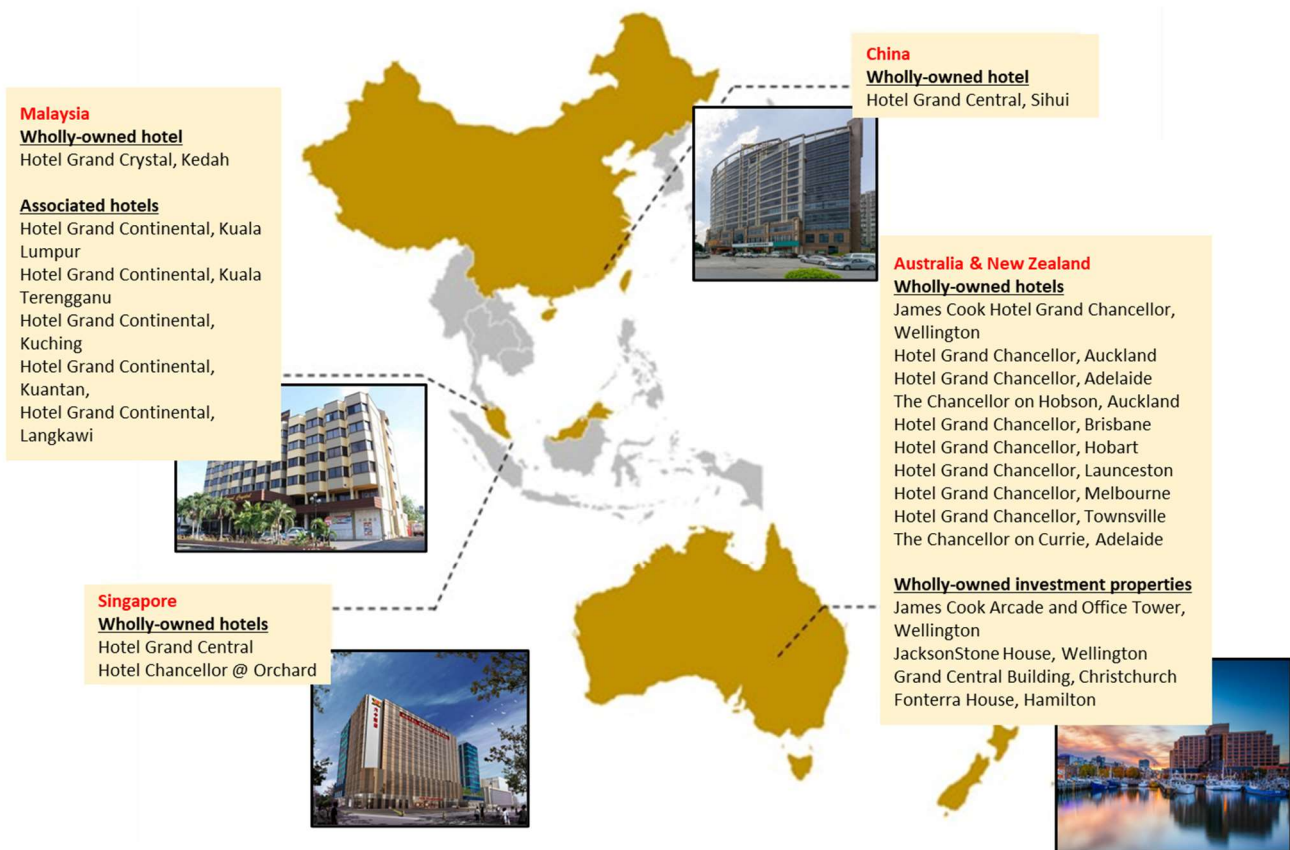 China
Wholly-owned hotel
Hotel Grand Central, Sihui
Malaysia
Wholly-owned hotel
Hotel Grand Crystal, Kedah
Associated hotels
Hotel Grand Continental, Kuala
Lumpur
Hotel Grand Continental, Kuala
Terengganu
Hotel Grand Continental,
Kuching
Hotel Grand Continental,
Kuantan,
Hotel Grand Continental,
Langkawi
Australia & New Zealand
Wholly-owned hotels
James Cook Hotel Grand Chancellor,
Wellington
Hotel Grand Chancellor, Auckland
Hotel Grand Chancellor, Adelaide
The Chancellor on Hobson, Auckland
Hotel Grand Chancellor, Brisbane
Hotel Grand Chancellor, Hobart
Hotel Grand Chancellor, Launceston
Hotel Grand Chancellor, Melbourne
Hotel Grand Chancellor, Townsville
The Chancellor on Currie, Adelaide
Wholly-owned investment properties
James Cook Arcade and Office Tower,
Wellington
JacksonStone House, Wellington
Grand Central Building, Christchurch
Fonterra House, Hamilton
Singapore
Wholly-owned hotels
Hotel Grand Central
Hotel Chancellor @ Orchard